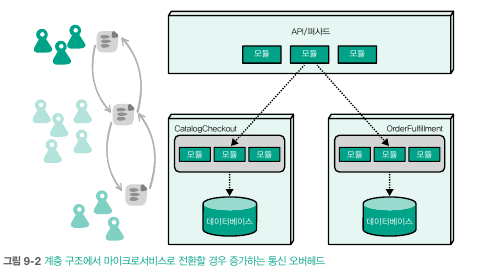 API/퍼사드
모듈 모듈 모듈
CatalogCheckout
모듈 모듈 모듈
데이터베이스
OrderFulfillment
모듈 모듈 모듈
데이터베이스
그림 9-2 계층 구조에서 마이크로서비스로 전환할 경우 증가하는 통신 오버헤드